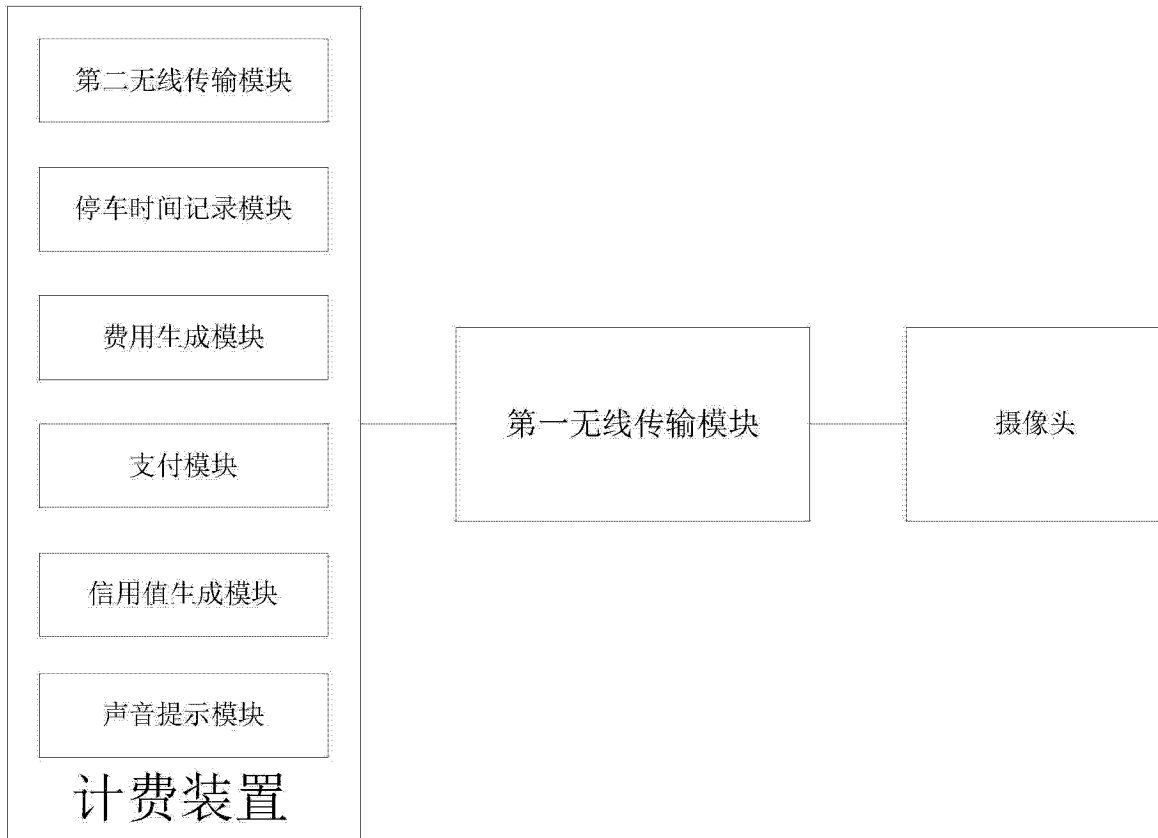 第二无线传输模块
停车时间记录模块
费用生成模块
支付模块
信用值生成模块
声音提示模块
计费装置
第一无线传输模块
摄像头